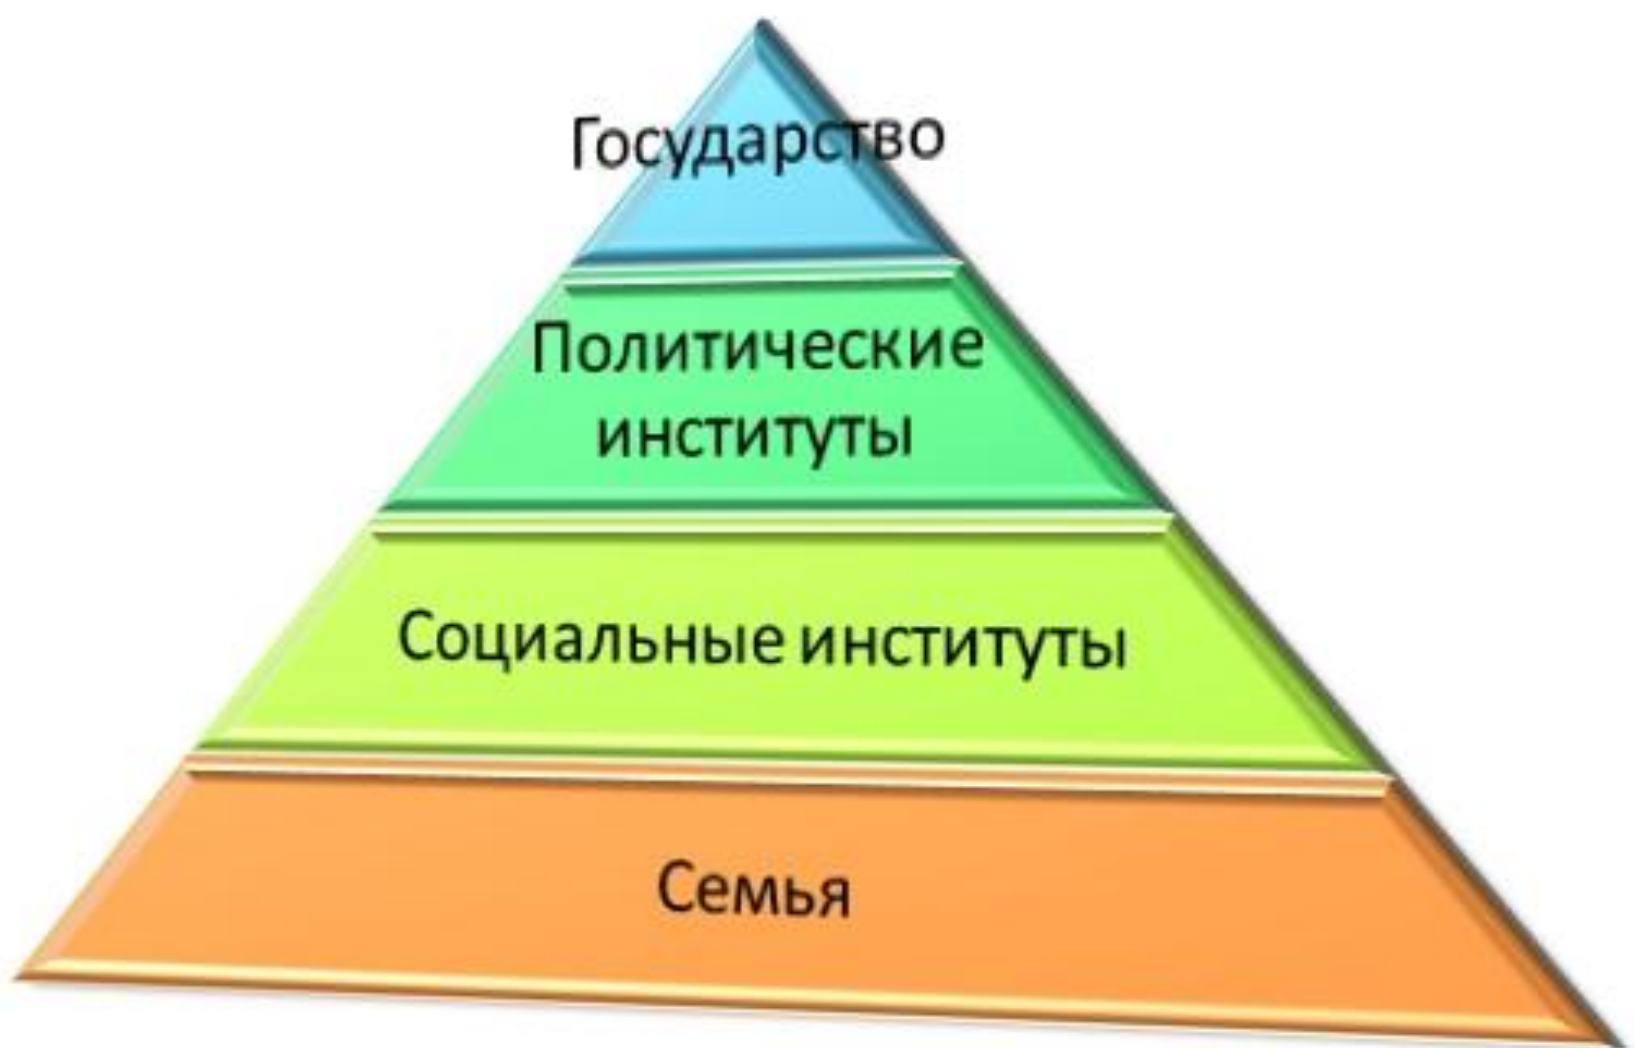 Государство
Политические
институты
Социальные институты
Семья